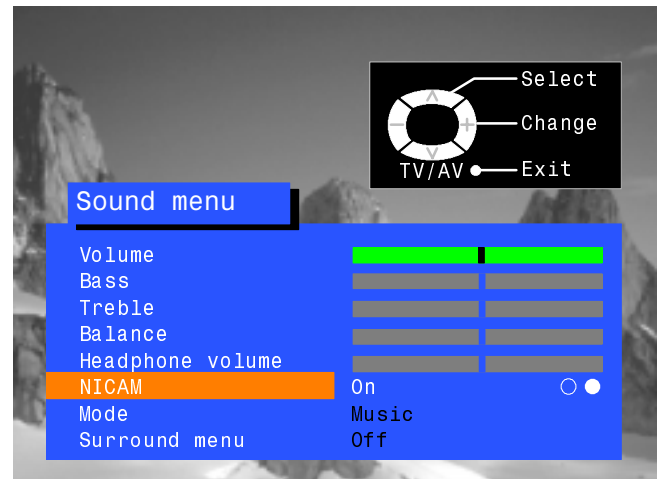 Select
Change
TV/AV Exit
Sound menu
Volume
Bass
Treble
Balance
Headphone volume
NICAM On
Mode Music
Surround menu Off